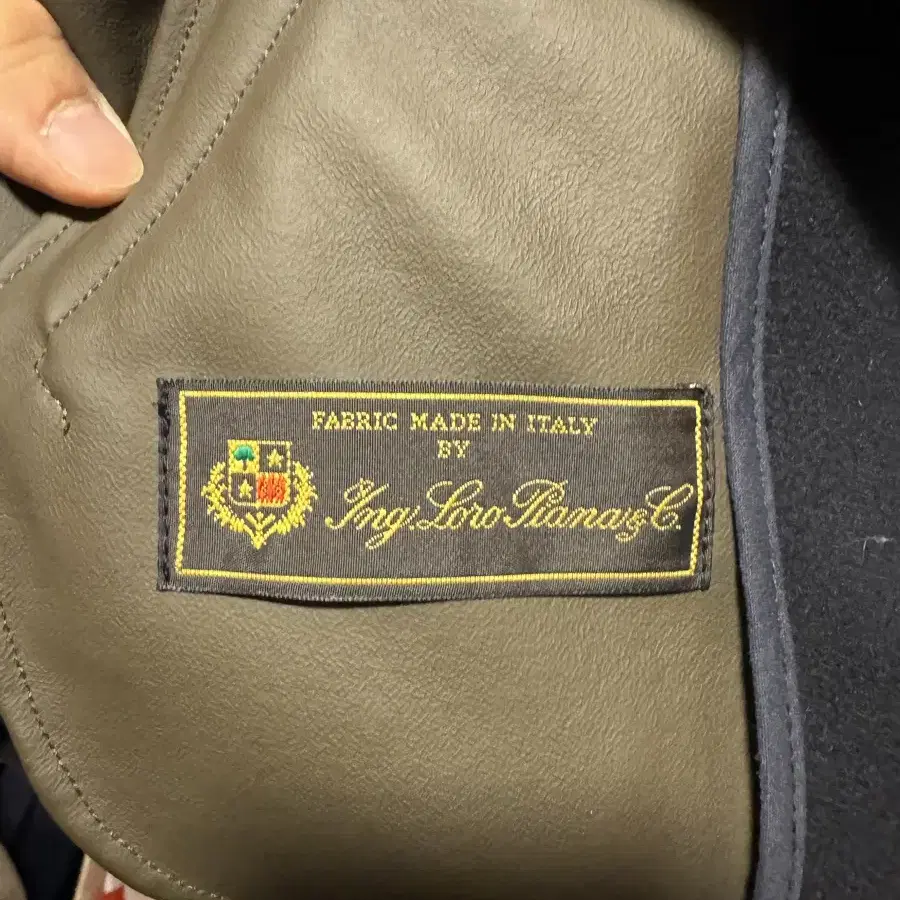 FABRIC MADE IN ITALY
BY
Ing. Loro Piana & C.